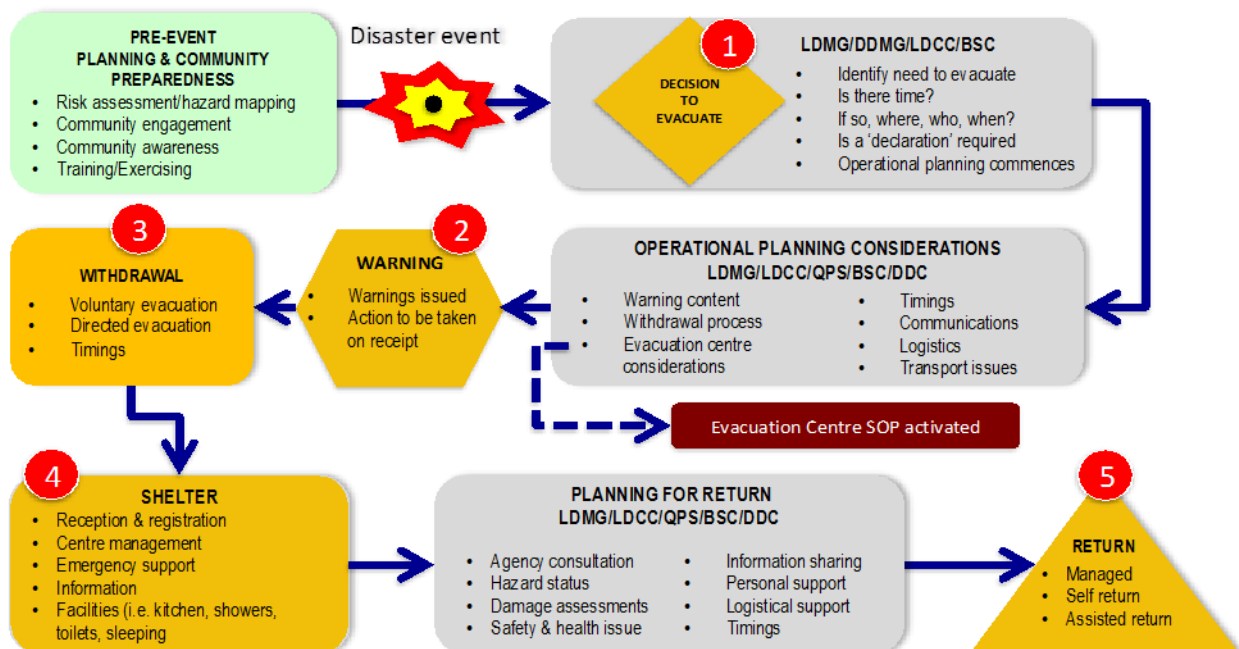 PRE-EVENT
PLANNING & COMMUNITY
PREPAREDNESS
• Risk assessment/hazard mapping
• Community engagement
• Community awareness
• Training/Exercising
Disaster event
1
DECISION
TO
EVACUATE
LDMG/DDMG/LDCC/BSC
• Identify need to evacuate
• Is there time?
• If so, where, who, when?
• Is a ‘declaration’ required
• Operational planning commences
OPERATIONAL PLANNING CONSIDERATIONS
LDMG/LDCC/QPS/BSC/DDC
• Warning content
• Withdrawal process
• Evacuation centre
considerations
• Timings
• Communications
• Logistics
• Transport issues
Evacuation Centre SOP activated
2
WARNING
• Warnings issued
• Action to be taken
on receipt
3
WITHDRAWAL
• Voluntary evacuation
• Directed evacuation
• Timings
4
SHELTER
• Reception & registration
• Centre management
• Emergency support
• Information
• Facilities (i.e. kitchen, showers,
toilets, sleeping
PLANNING FOR RETURN
LDMG/LDCC/QPS/BSC/DDC
• Agency consultation
• Hazard status
• Damage assessments
• Safety & health issue
• Information sharing
• Personal support
• Logistical support
• Timings
5
RETURN
• Managed
• Self return
• Assisted return